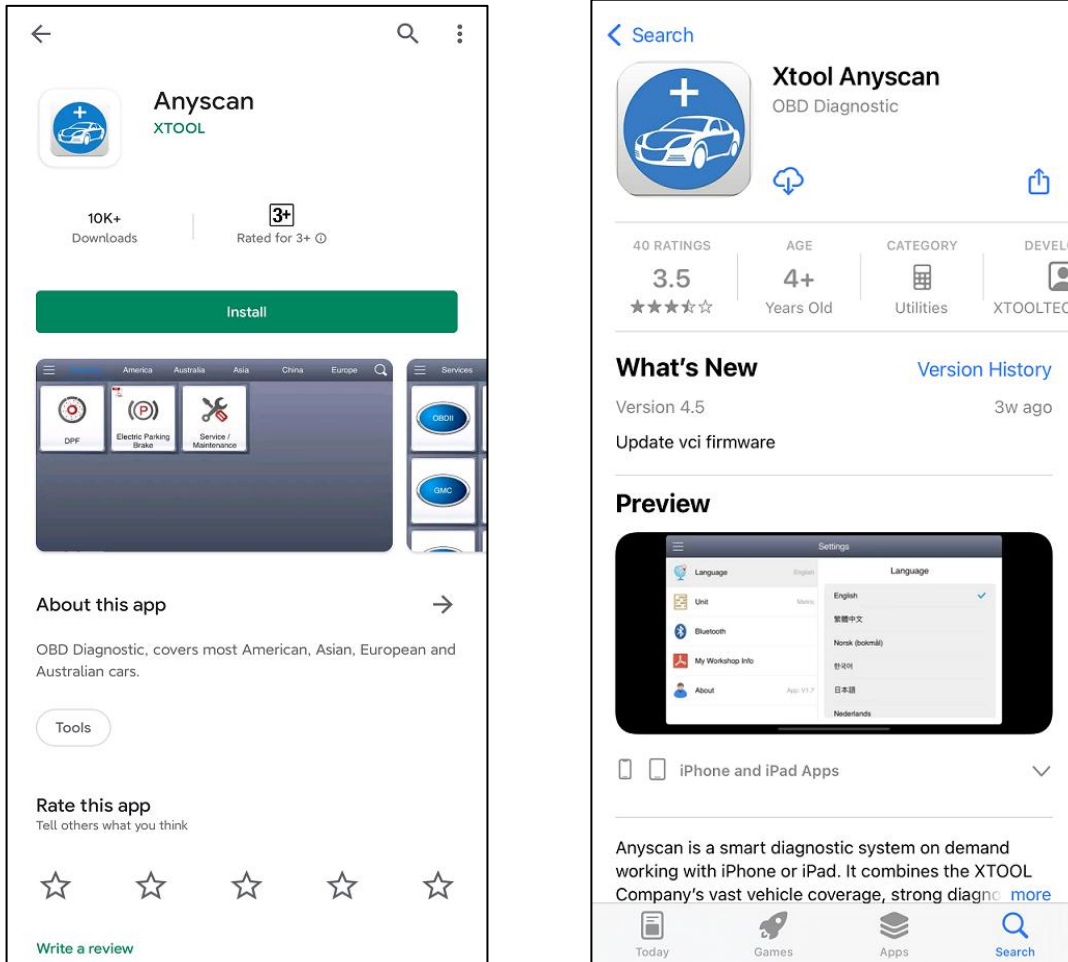 Anyscan
XTOOL
10K+
Downloads
3+
Rated for 3+
Install
America Australia Asia China Europe
DPF
Electric Parking
Brake
Service /
Maintenance
Services
OBDII
GMC
About this app
OBD Diagnostic, covers most American, Asian, European and
Australian cars.
Tools
Rate this app
Tell others what you think
Write a review
Search
Xtool Anyscan
OBD Diagnostic
40 RATINGS
3.5
AGE
4+
Years Old
CATEGORY
Utilities
DEVEL
XTOOLTEC
What's New
Version History
Version 4.5
3w ago
Update vci firmware
Preview
Settings
Language English
Unit Metric
Bluetooth
My Workshop Info
About App: V1.7
Language
English
繁體中文
Norsk (bokmål)
한국어
日本語
Nederlands
iPhone and iPad Apps
Anyscan is a smart diagnostic system on demand
working with iPhone or iPad. It combines the XTOOL
Company's vast vehicle coverage, strong diagno more
Today
Games
Apps
Search